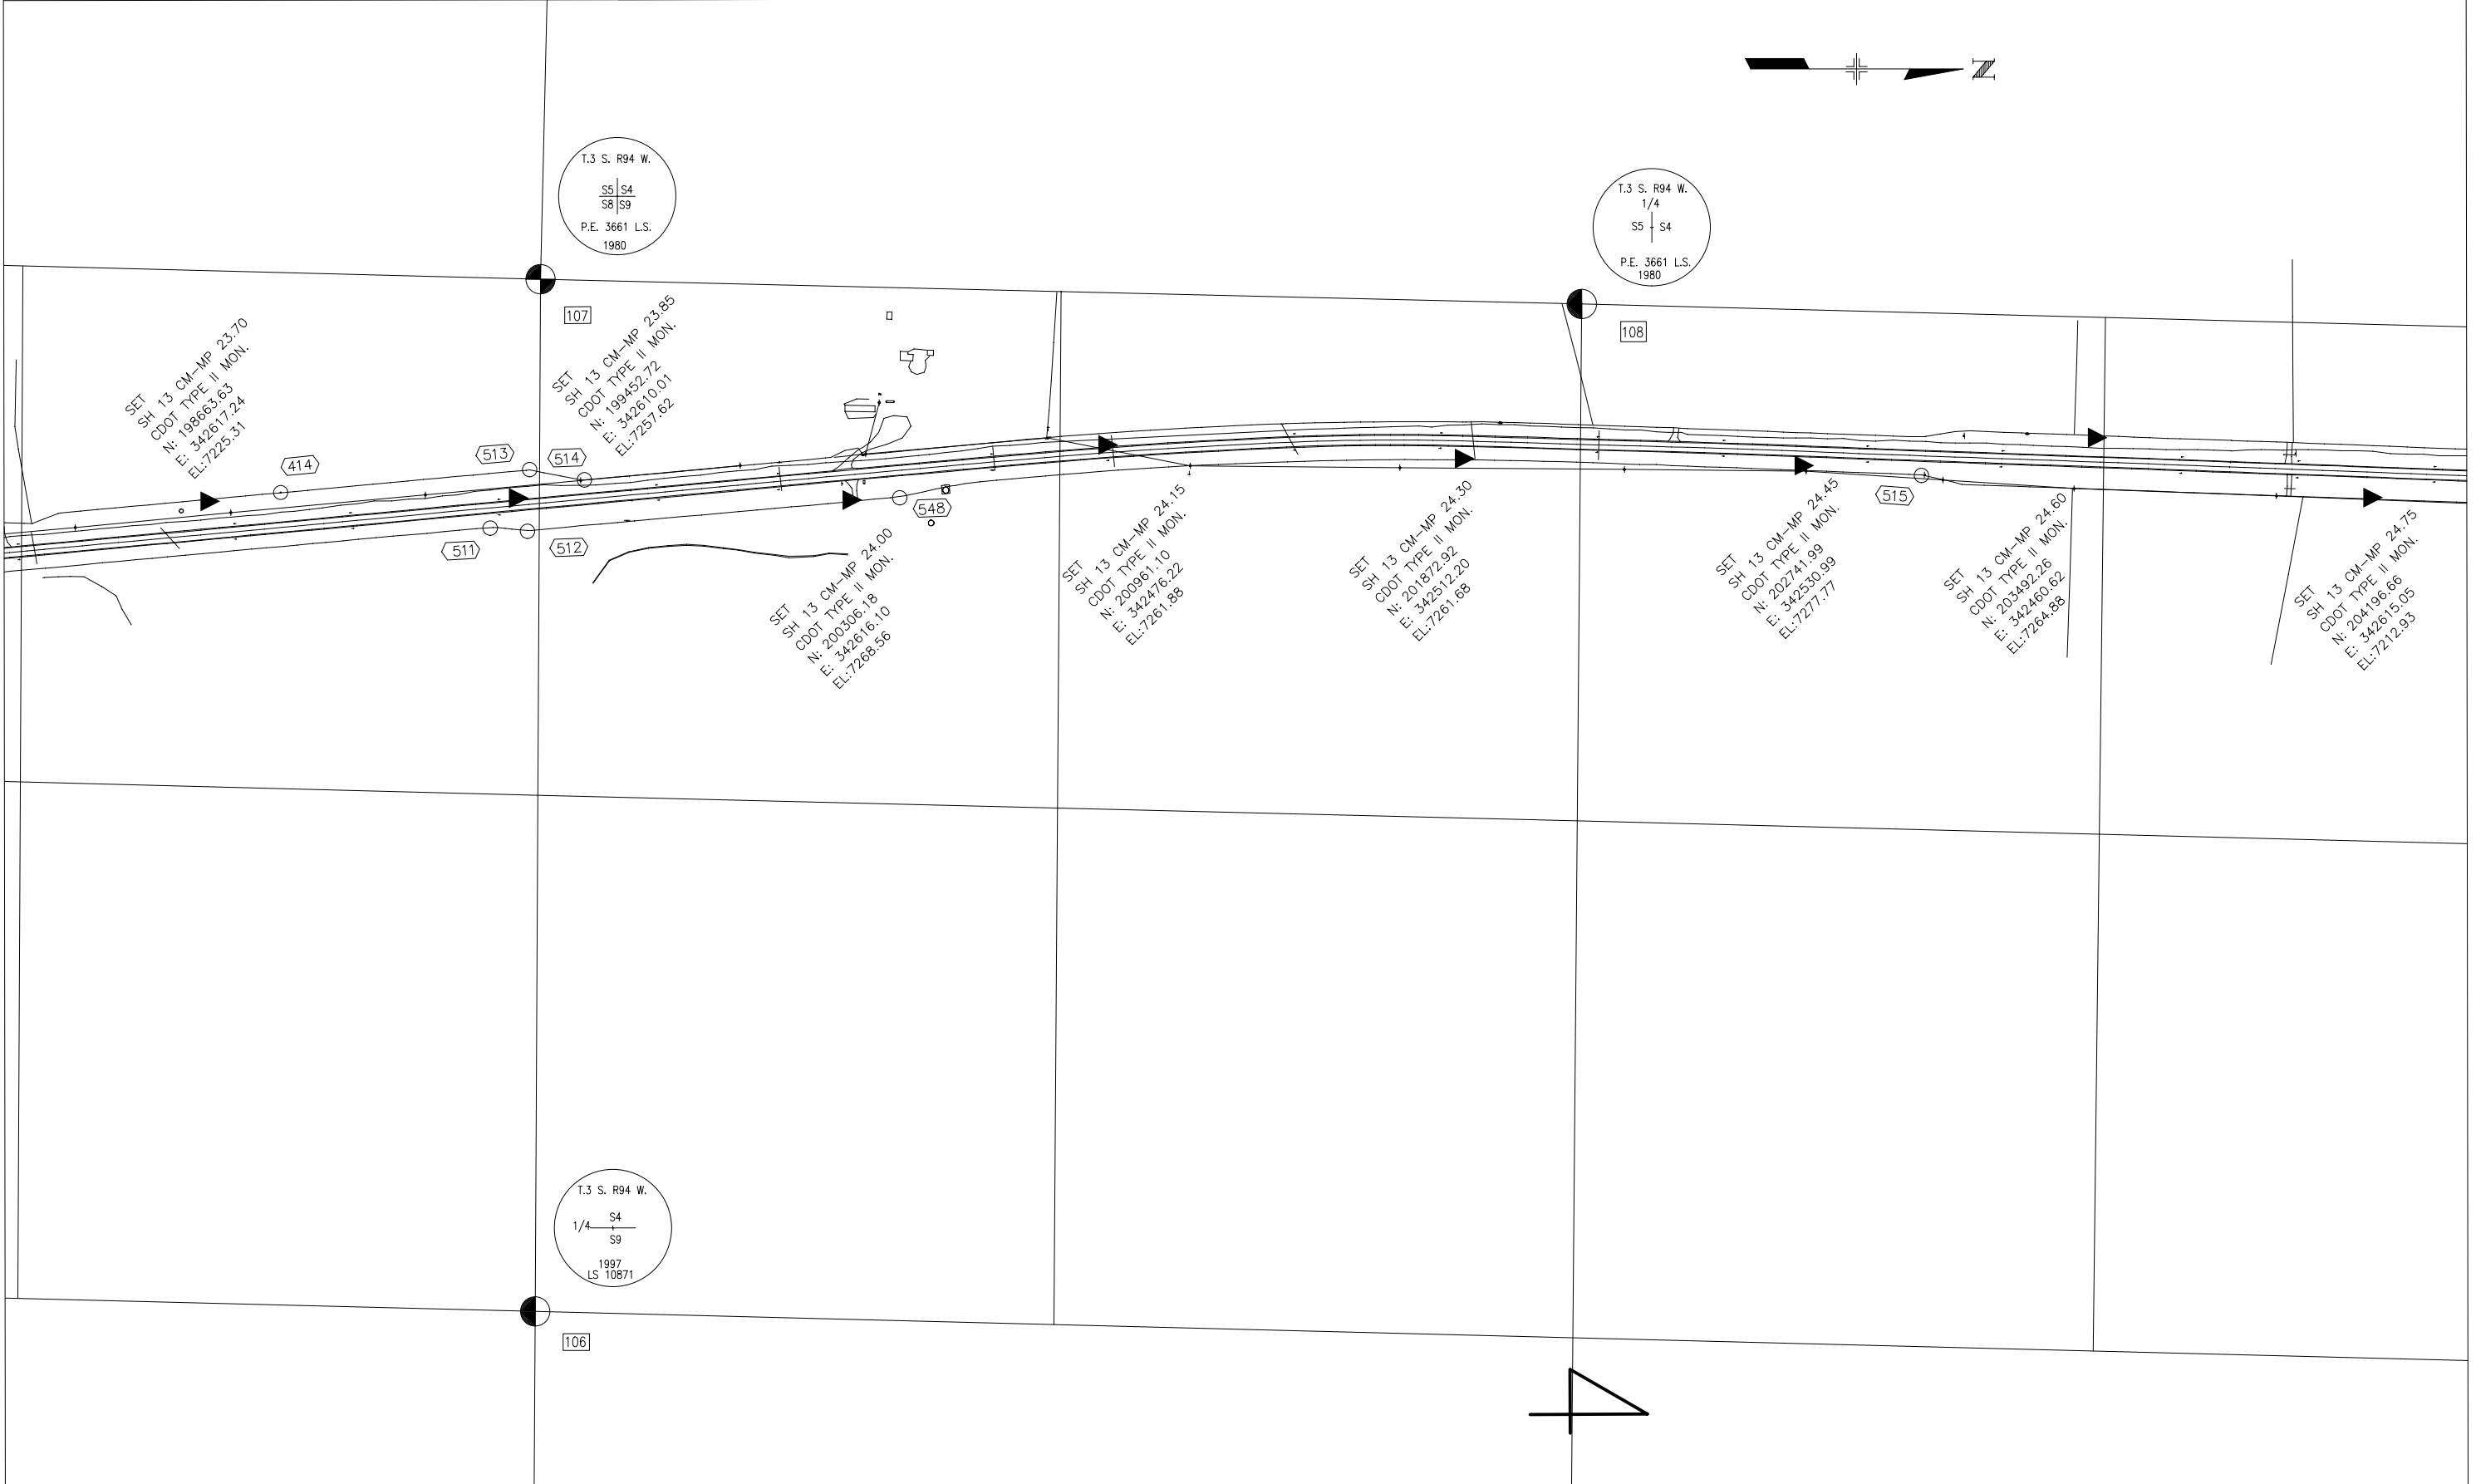 N
T.3 S. R94 W.
S5 S4
S8 S9
P.E. 3661 L.S.
1980
T.3 S. R94 W.
1/4
S5 S4
P.E. 3661 L.S.
1980
107
108
SET
SH 13 CM-MP 23.70
CDOT TYPE II MON.
N: 198663.63
E: 342617.24
EL:7225.31
SET
SH 13 CM-MP 23.85
CDOT TYPE II MON.
N: 199452.72
E: 342610.01
EL:7257.62
414
513
514
511
512
548
515
SET
SH 13 CM-MP 24.00
CDOT TYPE II MON.
N: 200306.18
E: 342616.10
EL:7268.56
SET
SH 13 CM-MP 24.15
CDOT TYPE II MON.
N: 200961.10
E: 342476.22
EL:7261.88
SET
SH 13 CM-MP 24.30
CDOT TYPE II MON.
N: 201872.92
E: 342512.20
EL:7261.68
SET
SH 13 CM-MP 24.45
CDOT TYPE II MON.
N: 202741.99
E: 342530.99
EL:7277.77
SET
SH 13 CM-MP 24.60
CDOT TYPE II MON.
N: 203492.26
E: 342460.62
EL:7264.88
SET
SH 13 CM-MP 24.75
CDOT TYPE II MON.
N: 204196.66
E: 342615.05
EL:7212.93
T.3 S. R94 W.
S4
1/4
S9
1997
LS 10871
106
4